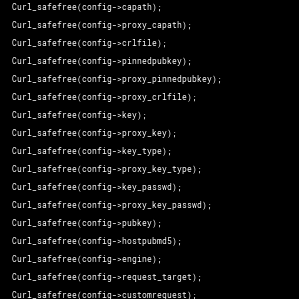 Curl_safefree(config->capath);
Curl_safefree(config->proxy_capath);
Curl_safefree(config->crlfile);
Curl_safefree(config->pinnedpubkey);
Curl_safefree(config->proxy_pinnedpubkey);
Curl_safefree(config->proxy_crlfile);
Curl_safefree(config->key);
Curl_safefree(config->proxy_key);
Curl_safefree(config->key_type);
Curl_safefree(config->proxy_key_type);
Curl_safefree(config->key_passwd);
Curl_safefree(config->proxy_key_passwd);
Curl_safefree(config->pubkey);
Curl_safefree(config->hostpubmd5);
Curl_safefree(config->engine);
Curl_safefree(config->request_target);
Curl_safefree(config->customrequest);